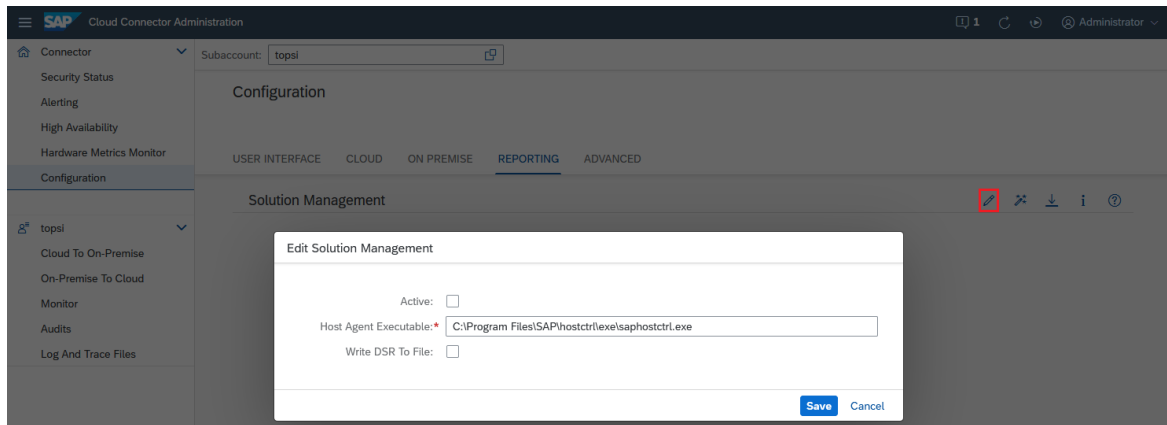 SAP Cloud Connector Administration 1 Administrator
Connector
Security Status
Alerting
High Availability
Hardware Metrics Monitor
Configuration
topsi
Cloud To On-Premise
On-Premise To Cloud
Monitor
Audits
Log And Trace Files
Subaccount: topsi
Configuration
USER INTERFACE CLOUD ON PREMISE REPORTING ADVANCED
Solution Management
Edit Solution Management
Active:
Host Agent Executable:* C:\Program Files\SAP\hostctrl\exe\saphostctrl.exe
Write DSR To File:
Save Cancel